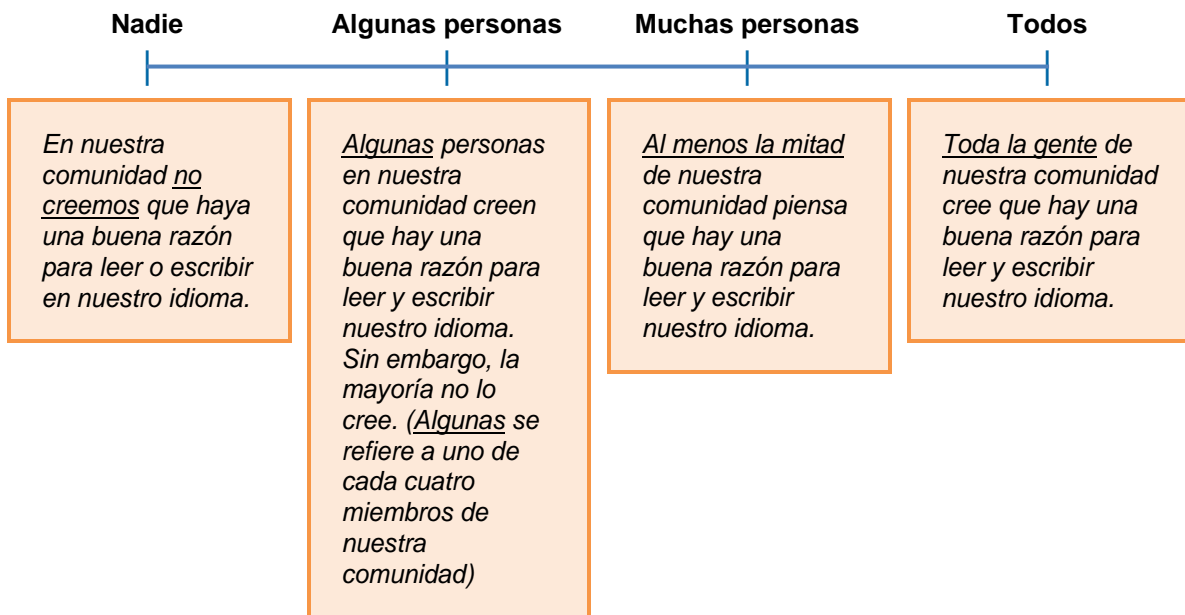 Nadie
Algunas personas
Muchas personas
Todos
En nuestra
comunidad no
creemos que haya
una buena razón
para leer o escribir
en nuestro idioma.
Algunas personas
en nuestra
comunidad creen
que hay una
buena razón para
leer y escribir
nuestro idioma.
Sin embargo, la
mayoría no lo
cree. (Algunas se
refiere a uno de
cada cuatro
miembros de
nuestra
comunidad)
Al menos la mitad
de nuestra
comunidad piensa
que hay una
buena razón para
leer y escribir
nuestro idioma.
Toda la gente de
nuestra comunidad
cree que hay una
buena razón para
leer y escribir
nuestro idioma.